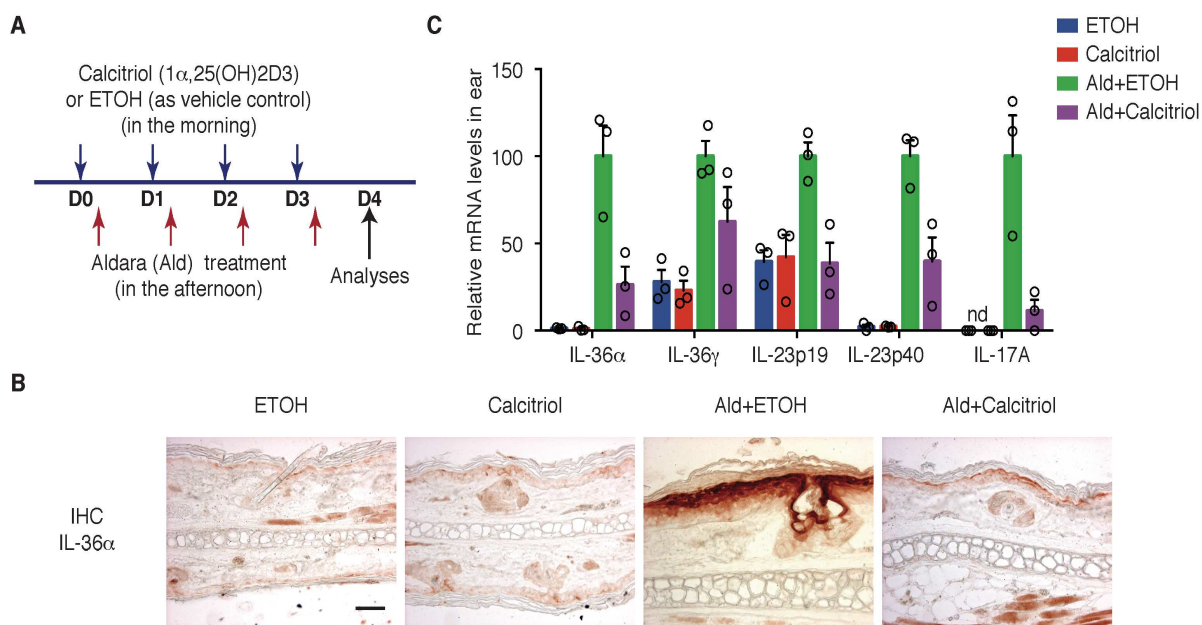 A
Calcitriol (1α,25(OH)2D3)
or ETOH (as vehicle control)
(in the morning)
D0 D1 D2 D3 D4
Aldara (Ald) treatment
(in the afternoon)
Analyses
C
ETOH
Calcitriol
Ald+ETOH
Ald+Calcitriol
Relative mRNA levels in ear
150
100
50
0
nd
IL-36α IL-36γ IL-23p19 IL-23p40 IL-17A
B
ETOH Calcitriol Ald+ETOH Ald+Calcitriol
IHC
IL-36α